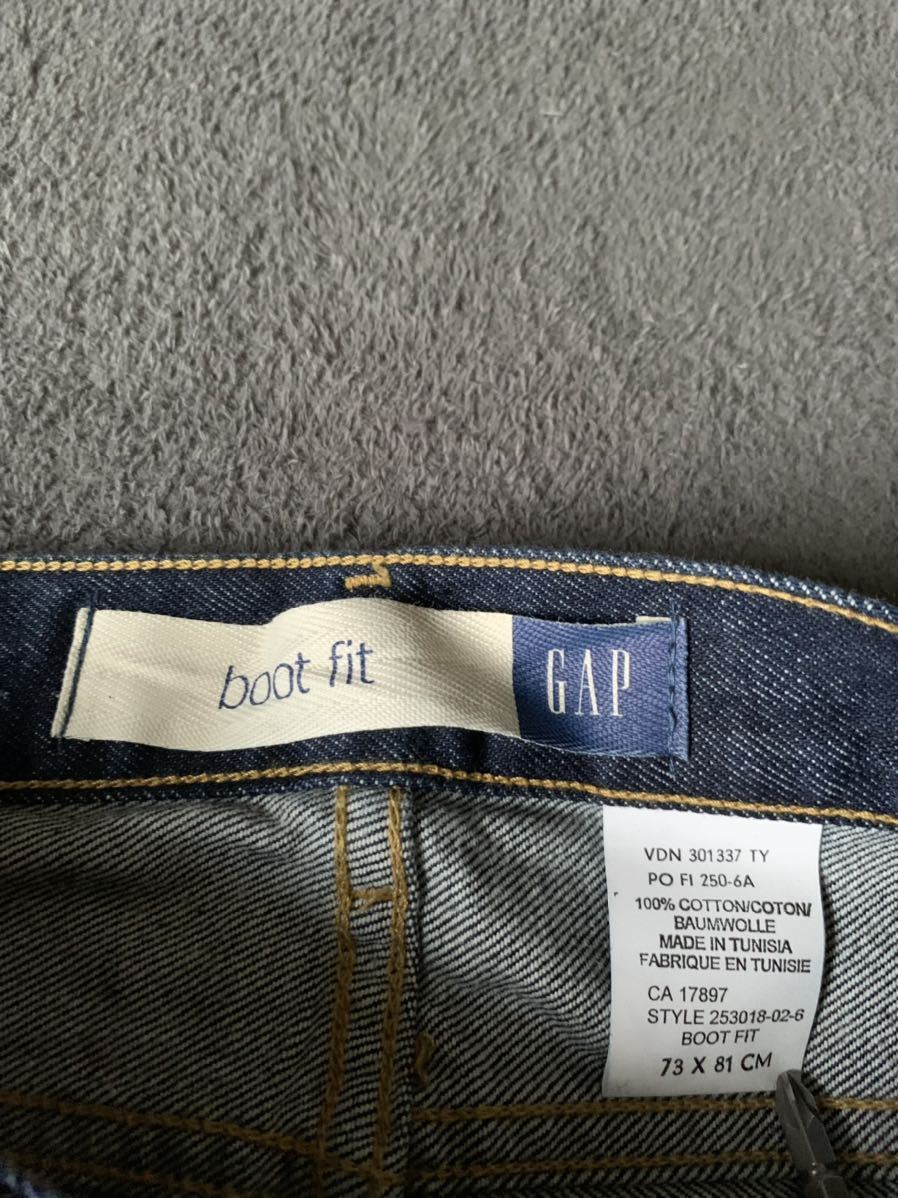 boot fit
GAP
VDN 301337 TY
PO FI 250-6A
100% COTTON/COTON/
BAUMWOLLE
MADE IN TUNISIA
FABRIQUE EN TUNISIE
CA 17897
STYLE 253018-02-6
BOOT FIT
73 X 81 CM